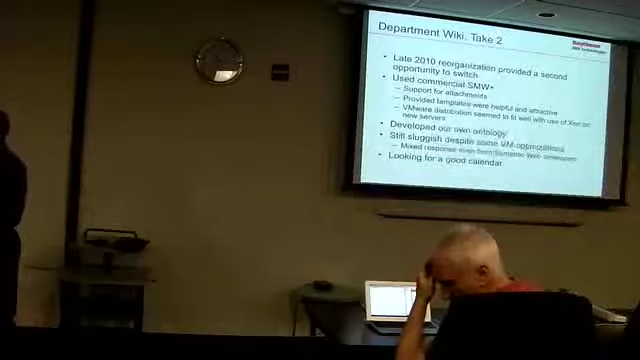 Department Wiki, Take 2
• Late 2010 reorganization provided a second
opportunity to switch
• Used commercial SMW+
– Support for attachments
– Provided templates were helpful and attractive
– VMware distribution seemed to fit well with use of Xen on
new servers
• Developed our own ontology
• Still sluggish despite some VM optimizations
– Mixed response even from Semantic Web
• Looking for a good calendar